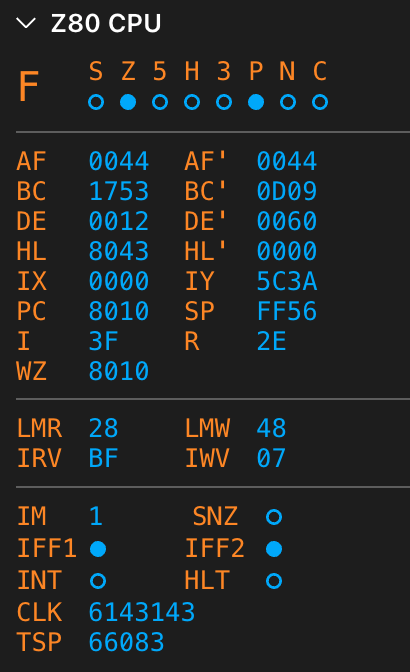 Z80 CPU
F S Z 5 H 3 P N C
AF 0044 AF' 0044
BC 1753 BC' 0D09
DE 0012 DE' 0060
HL 8043 HL' 0000
IX 0000 IY 5C3A
PC 8010 SP FF56
I 3F R 2E
WZ 8010
LMR 28 LMW 48
IRV BF IWV 07
IM 1 SNZ
IFF1 IFF2
INT HLT
CLK 6143143
TSP 66083